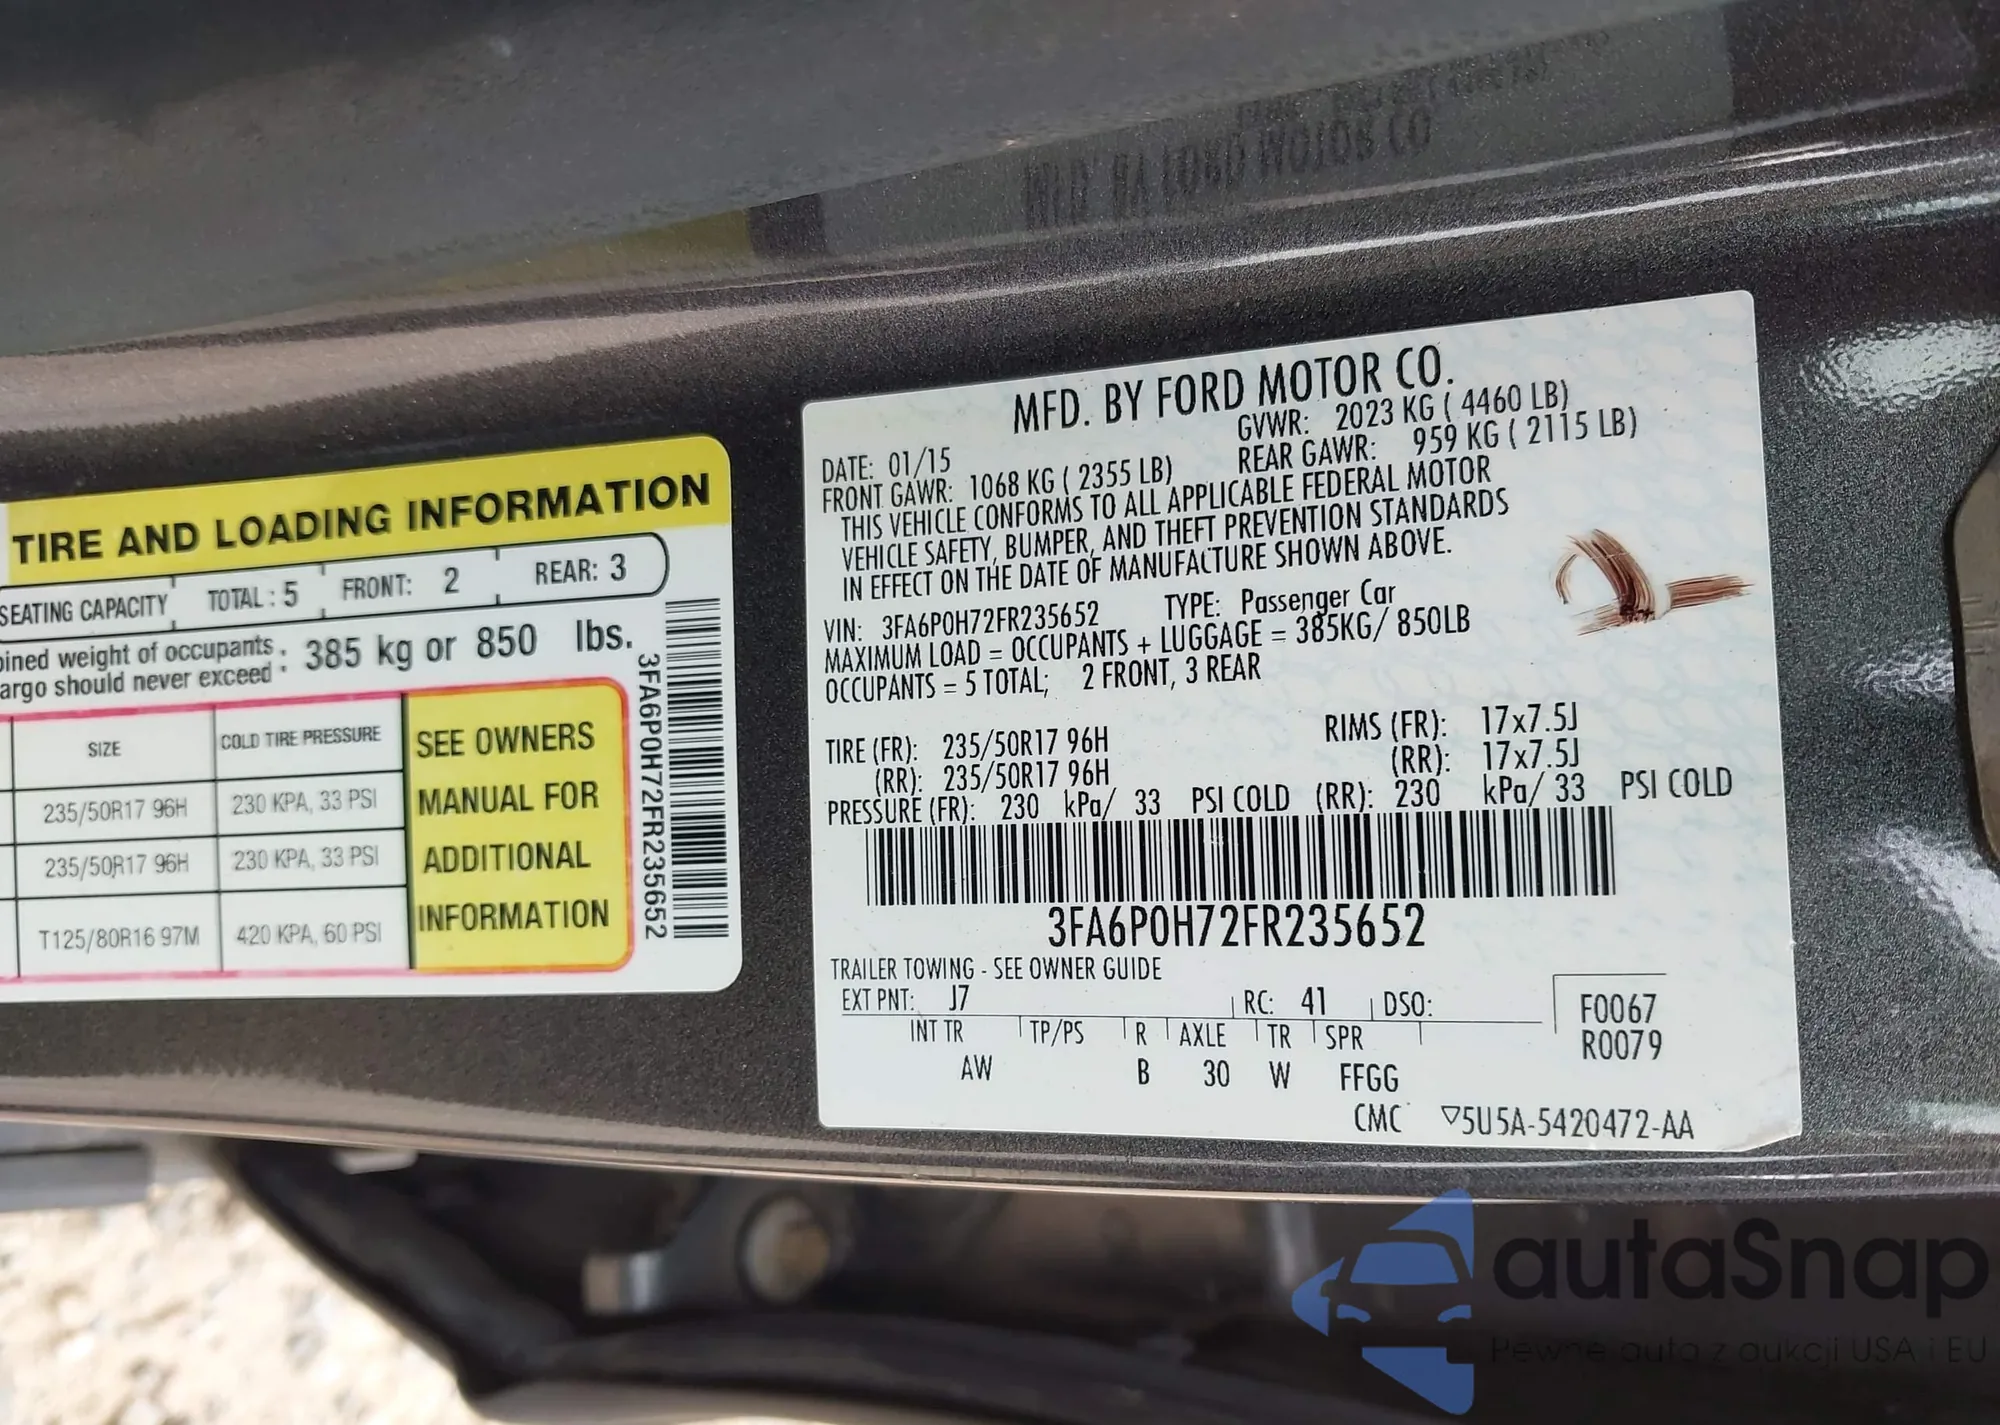 TIRE AND LOADING INFORMATION
SEATING CAPACITY TOTAL : 5 FRONT: 2 REAR: 3
weight of occupants
should never exceed 385 kg or 850 lbs.
SIZE COLD TIRE PRESSURE
235/50R17 96H 230 KPA, 33 PSI
235/50R17 96H 230 KPA, 33 PSI
T125/80R16 97M 420 KPA, 60 PSI
SEE OWNERS
MANUAL FOR
ADDITIONAL
INFORMATION
3FA6P0H72FR235652
MFD. BY FORD MOTOR CO.
DATE: 01/15 GVWR: 2023 KG ( 4460 LB)
FRONT GAWR: 1068 KG ( 2355 LB) REAR GAWR: 959 KG ( 2115 LB)
THIS VEHICLE CONFORMS TO ALL APPLICABLE FEDERAL MOTOR
VEHICLE SAFETY, BUMPER, AND THEFT PREVENTION STANDARDS
IN EFFECT ON THE DATE OF MANUFACTURE SHOWN ABOVE.
VIN: 3FA6P0H72FR235652 TYPE: Passenger Car
MAXIMUM LOAD = OCCUPANTS + LUGGAGE = 385KG/ 850LB
OCCUPANTS = 5 TOTAL; 2 FRONT, 3 REAR
TIRE (FR): 235/50R17 96H RIMS (FR): 17x7.5J
(RR): 235/50R17 96H (RR): 17x7.5J
PRESSURE (FR): 230 kPa/ 33 PSI COLD (RR): 230 kPa/ 33 PSI COLD
3FA6P0H72FR235652
TRAILER TOWING - SEE OWNER GUIDE
EXT PNT: J7 RC: 41 DSO:
F0067
R0079
INT TR TP/PS R AXLE TR SPR
AW B 30 W FFGG
CMC ▽5U5A-5420472-AA
autaSnap
Pewne auta z aukcji USA i EU